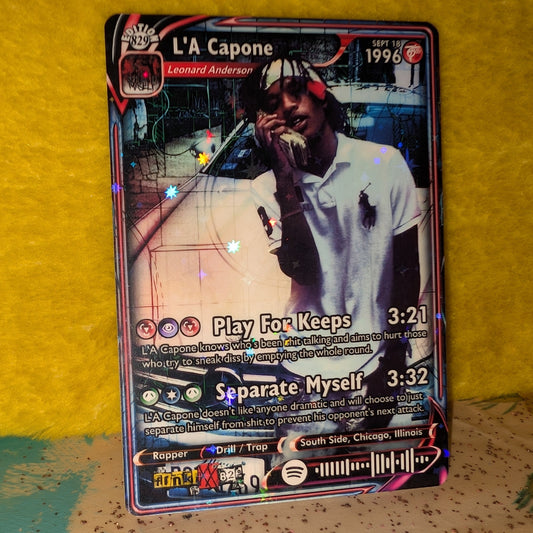 EDITION
829
L'A Capone
Leonard Anderson
SEPT 18
1996
Play For Keeps 3:21
L'A Capone knows who's been shit talking and aims to hurt those
who try to sneak diss by emptying the whole round.
Separate Myself 3:32
L'A Capone doesn't like anyone dramatic and will choose to just
separate himself from shit to prevent his opponent's next attack.
Rapper Drill / Trap South Side, Chicago, Illinois